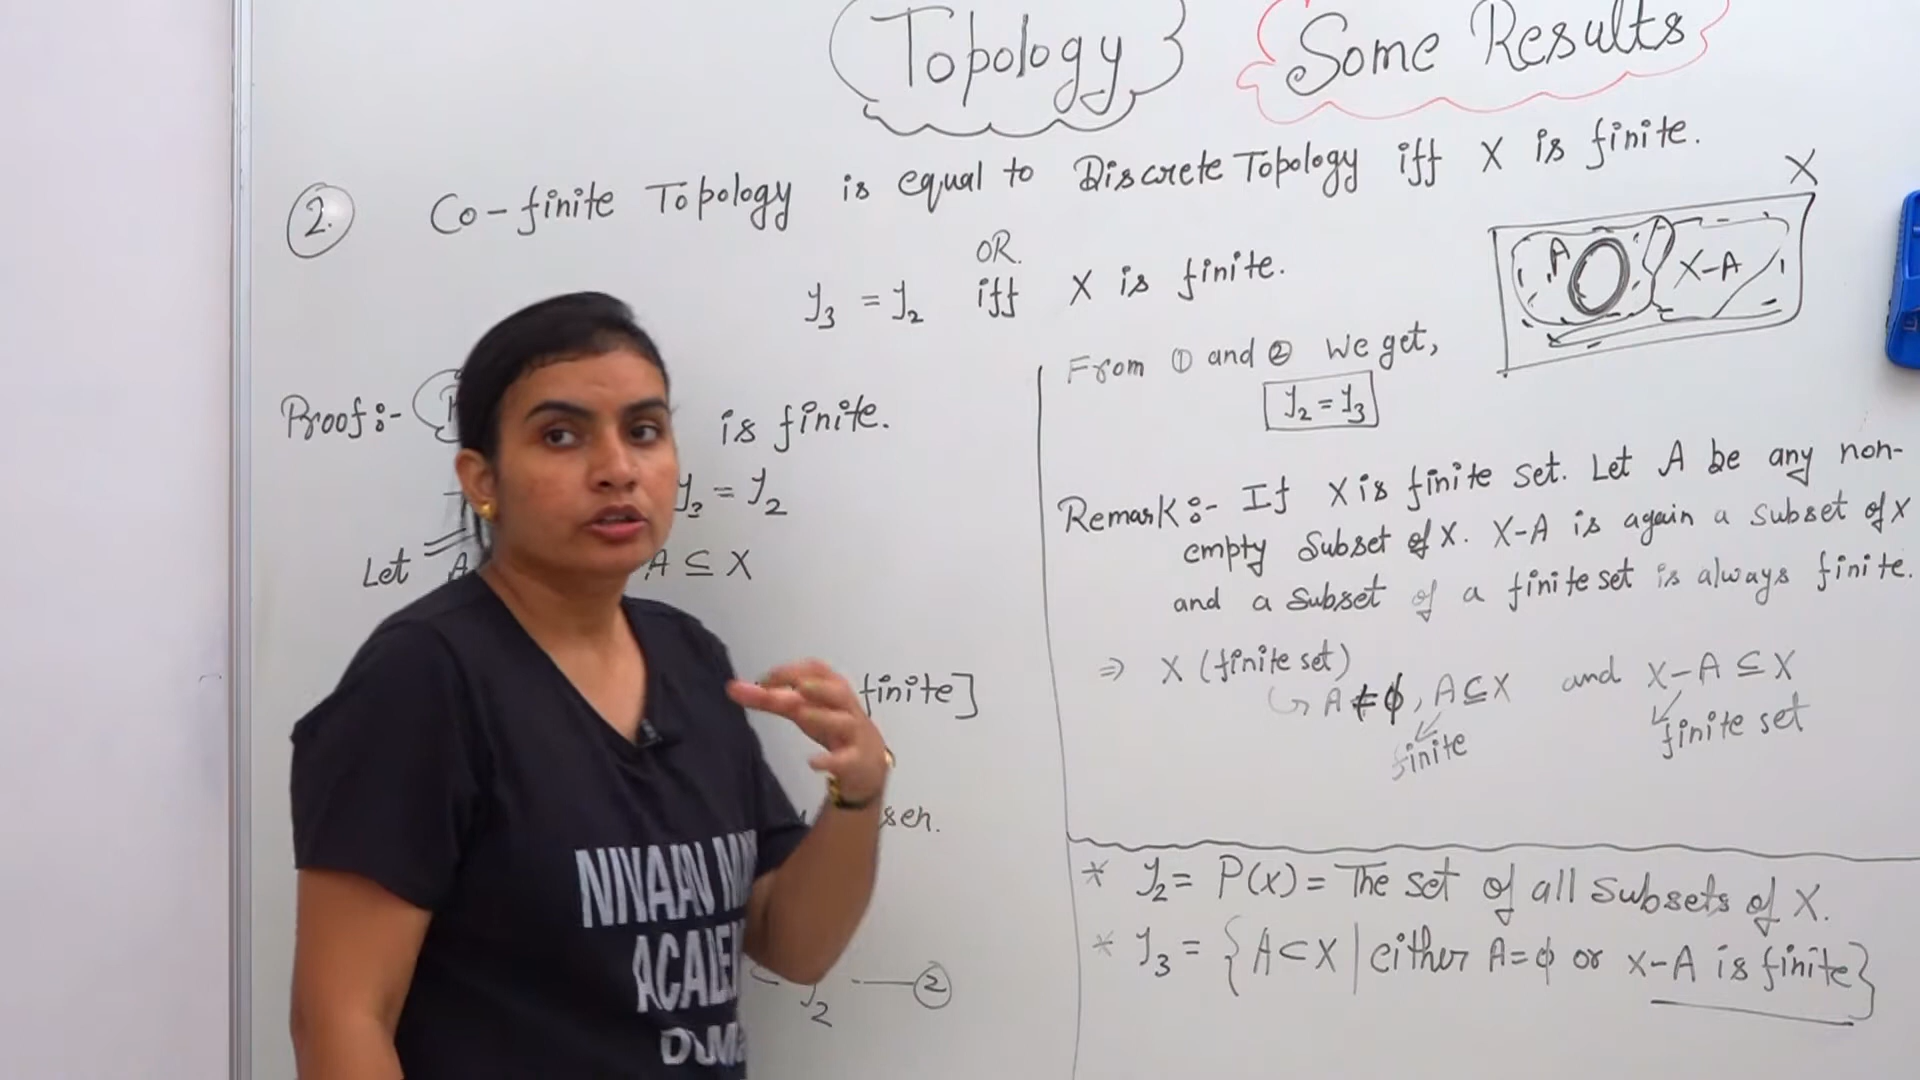 Topology
Some Results
2. Co-finite Topology is equal to Discrete Topology iff X is finite.
OR.
J₃ = J₂ iff X is finite.
X
A
X-A
Proof:-
is finite.
= J₂
Let A
A ⊆ X
finite]
sen.
J₂ — ②
From ① and ② we get,
J₂ = J₃
Remark:- If X is finite set. Let A be any non-
empty subset of X. X-A is again a subset of X
and a subset of a finite set is always finite.
⇒ X (finite set)
A ≠ ϕ, A ⊆ X and X-A ⊆ X
finite
finite set
* J₂ = P(X) = The set of all subsets of X.
* J₃ = {A ⊂ X | either A = ϕ or X-A is finite}
NIVAAN